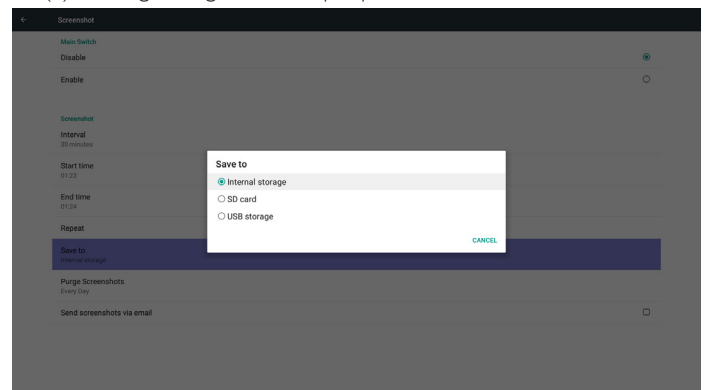 Screenshot
Main Switch
Disable
Enable
Screenshot
Interval
30 minutes
Start time
01:23
End time
01:24
Repeat
Save to
Internal storage
Purge Screenshots
Every Day
Send screenshots via email
Save to
Internal storage
SD card
USB storage
CANCEL